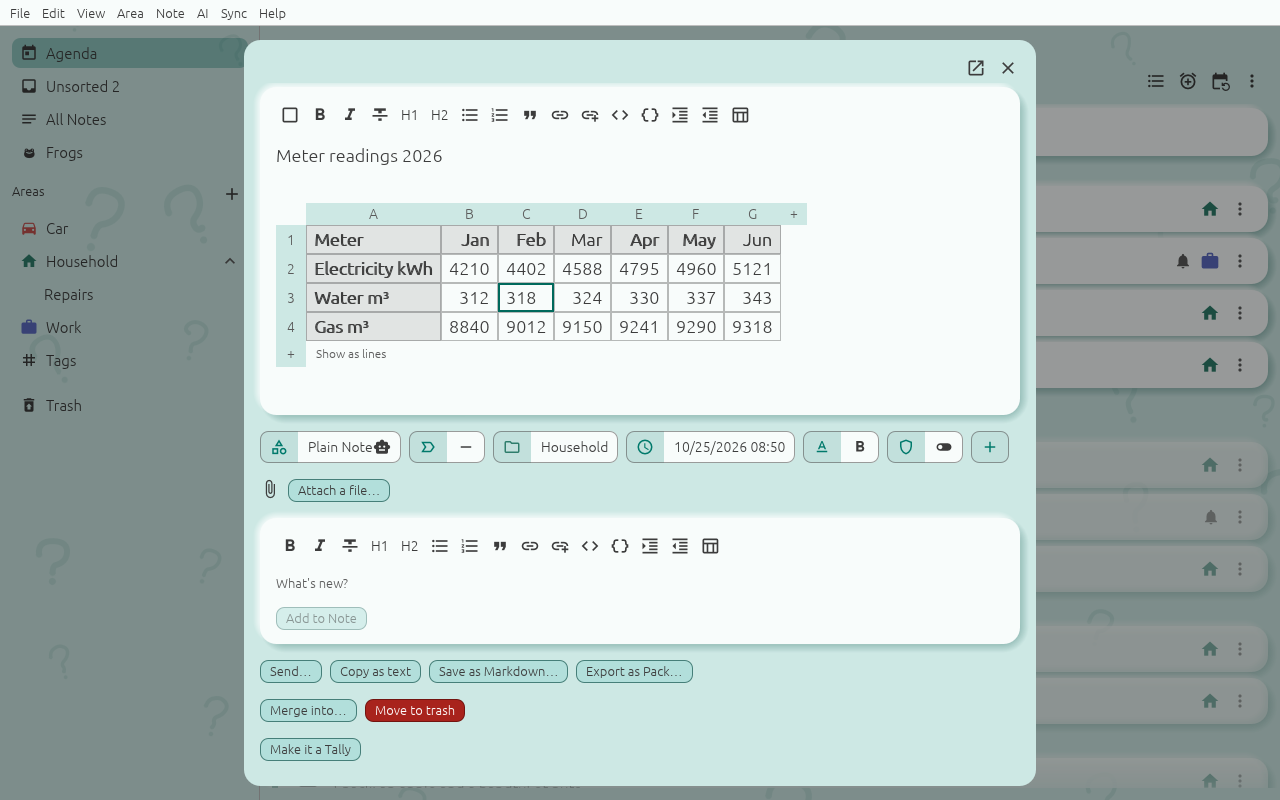 File Edit View Area Note AI Sync Help
Agenda
Unsorted 2
All Notes
Frogs
Areas
Car
Household
Repairs
Work
Tags
Trash
B I H1 H2
Meter readings 2026
A B C D E F G +
1 Meter Jan Feb Mar Apr May Jun
2 Electricity kWh 4210 4402 4588 4795 4960 5121
3 Water m³ 312 318 324 330 337 343
4 Gas m³ 8840 9012 9150 9241 9290 9318
+ Show as lines
Plain Note Household 10/25/2026 08:50 A B
Attach a file…
B I H1 H2
What's new?
Add to Note
Send… Copy as text Save as Markdown… Export as Pack…
Merge into… Move to trash
Make it a Tally